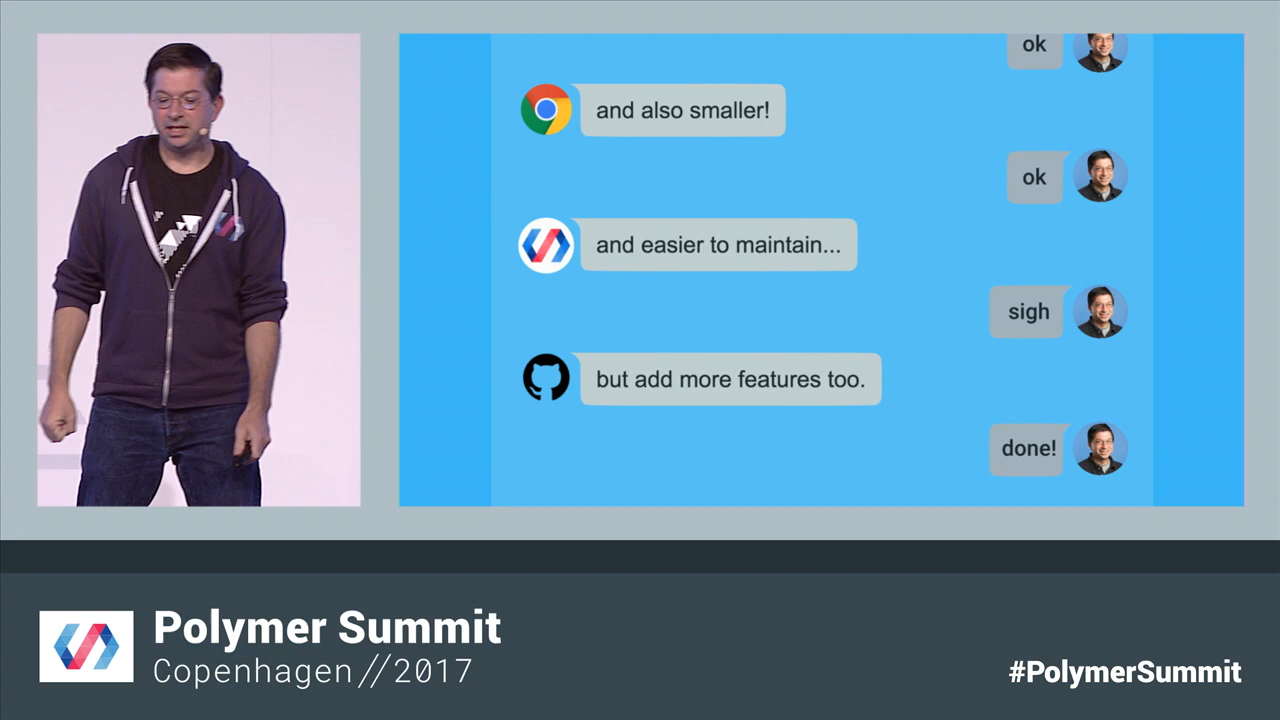 ok
and also smaller!
ok
and easier to maintain...
sigh
but add more features too.
done!
Polymer Summit
Copenhagen//2017
#PolymerSummit